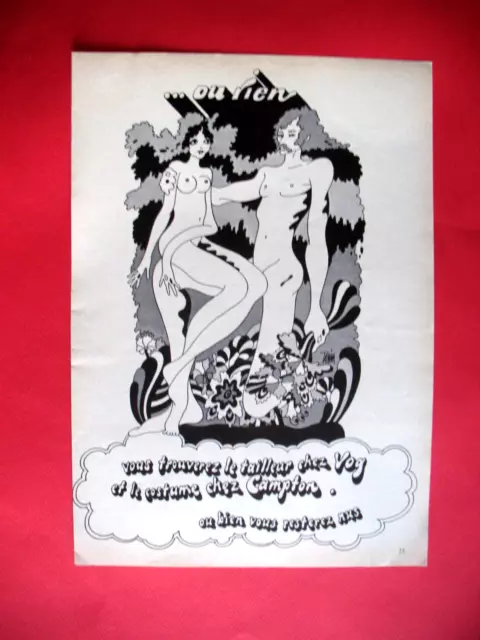 ... ou rien
vous trouverez le tailleur chez Vog
et le costume chez Campton.
ou bien vous resterez nus